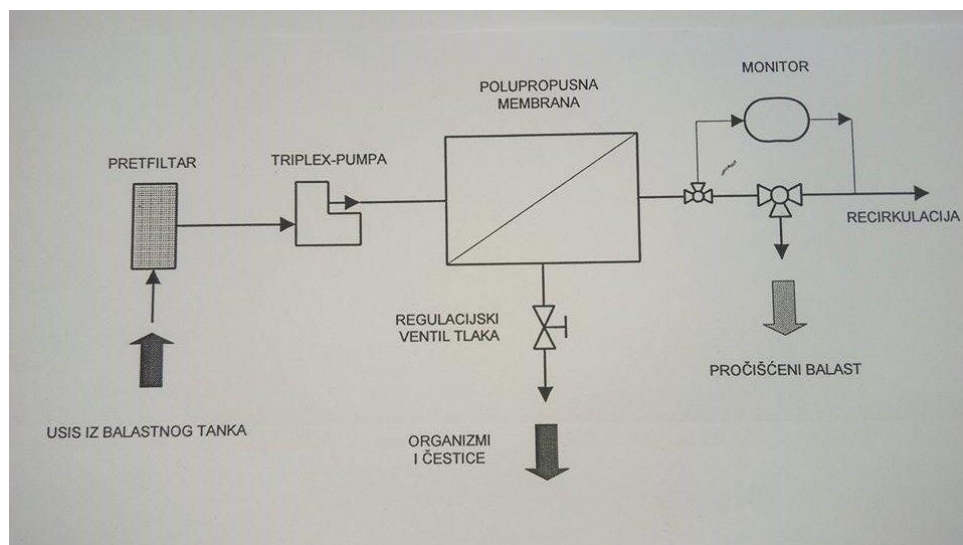 MONITOR
POLUPROPUSNA
MEMBRANA
TRIPLEX-PUMPA
PRETFILTAR
RECIRKULACIJA
REGULACIJSKI
VENTIL TLAKA
PROČIŠĆENI BALAST
USIS IZ BALASTNOG TANKA
ORGANIZMI
I ČESTICE